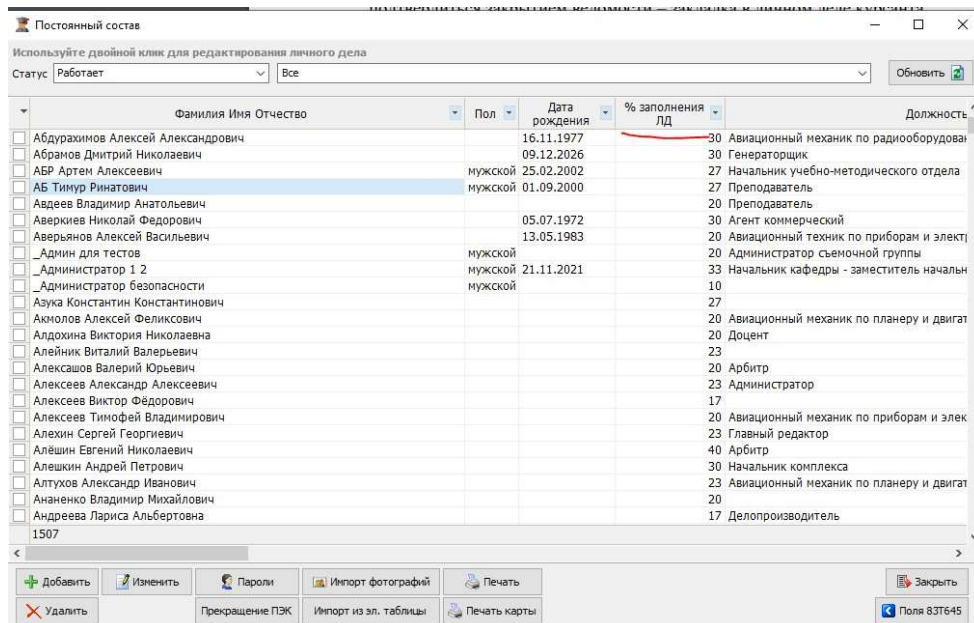 подтвердиться закрытием ведомости – закладка в личном деле курсанта
Постоянный состав
Используйте двойной клик для редактирования личного дела
Статус Работает Все Обновить
Фамилия Имя Отчество Пол Дата рождения % заполнения ЛД Должность
Абдурахимов Алексей Александрович 16.11.1977 30 Авиационный механик по радиооборудован
Абрамов Дмитрий Николаевич 09.12.2026 30 Генераторщик
АБР Артем Алексеевич мужской 25.02.2002 27 Начальник учебно-методического отдела
АБ Тимур Ринатович мужской 01.09.2000 27 Преподаватель
Авдеев Владимир Анатольевич 20 Преподаватель
Аверкиев Николай Федорович 05.07.1972 30 Агент коммерческий
Аверьянов Алексей Васильевич 13.05.1983 20 Авиационный техник по приборам и электр
_Админ для тестов мужской 20 Администратор съемочной группы
_Администратор 1 2 мужской 21.11.2021 33 Начальник кафедры - заместитель начальн
_Администратор безопасности мужской 10
Азука Константин Константинович 27
Акмолов Алексей Феликсович 20 Авиационный механик по планеру и двигат
Алдохина Виктория Николаевна 20 Доцент
Алейник Виталий Валерьевич 23
Алексашов Валерий Юрьевич 20 Арбитр
Алексеев Александр Алексеевич 23 Администратор
Алексеев Виктор Фёдорович 17
Алексеев Тимофей Владимирович 20 Авиационный механик по приборам и элек
Алехин Сергей Георгиевич 23 Главный редактор
Алёшин Евгений Николаевич 40 Арбитр
Алешкин Андрей Петрович 30 Начальник комплекса
Алтухов Александр Иванович 23 Авиационный механик по планеру и двигат
Ананенко Владимир Михайлович 20
Андреева Лариса Альбертовна 17 Делопроизводитель
1507
Добавить Изменить Пароли Импорт фотографий Печать Закрыть
Удалить Прекращение ПЭК Импорт из эл. таблицы Печать карты Поля 83Т645